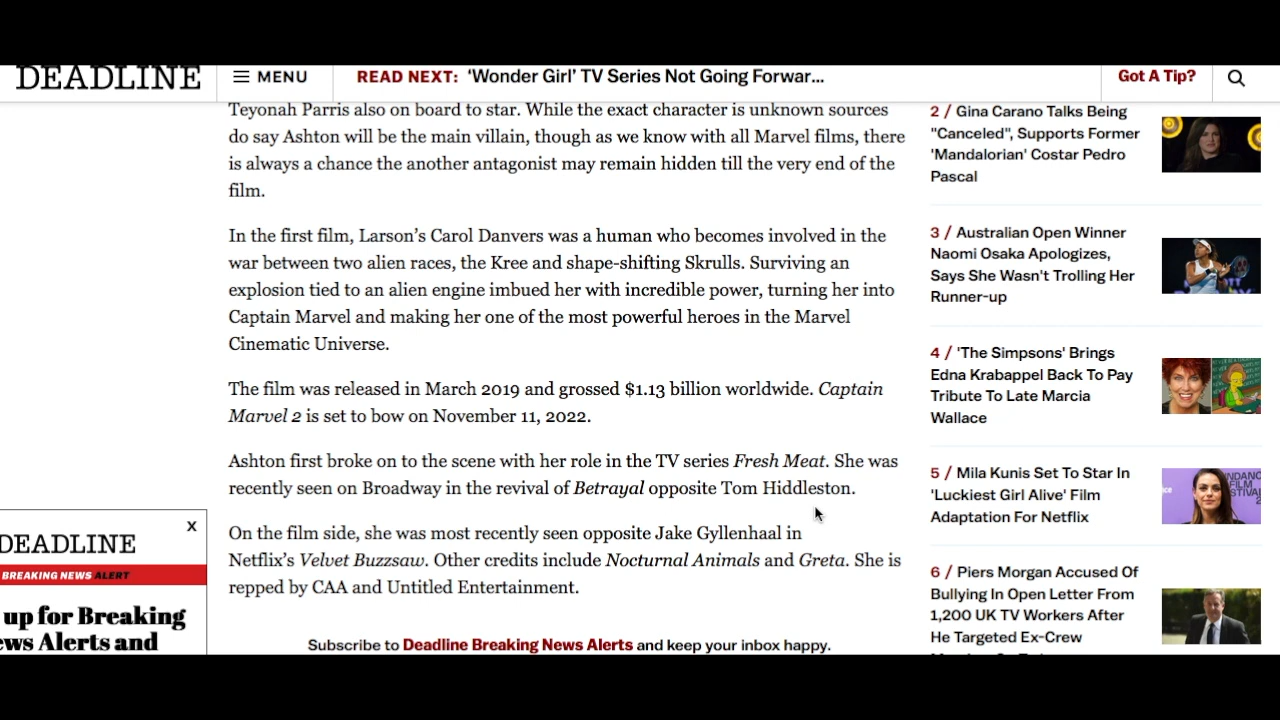 DEADLINE
MENU
READ NEXT: 'Wonder Girl' TV Series Not Going Forwar...
Got A Tip?
Teyonah Parris also on board to star. While the exact character is unknown sources
do say Ashton will be the main villain, though as we know with all Marvel films, there
is always a chance the another antagonist may remain hidden till the very end of the
film.
In the first film, Larson's Carol Danvers was a human who becomes involved in the
war between two alien races, the Kree and shape-shifting Skrulls. Surviving an
explosion tied to an alien engine imbued her with incredible power, turning her into
Captain Marvel and making her one of the most powerful heroes in the Marvel
Cinematic Universe.
The film was released in March 2019 and grossed $1.13 billion worldwide. Captain
Marvel 2 is set to bow on November 11, 2022.
Ashton first broke on to the scene with her role in the TV series Fresh Meat. She was
recently seen on Broadway in the revival of Betrayal opposite Tom Hiddleston.
On the film side, she was most recently seen opposite Jake Gyllenhaal in
Netflix's Velvet Buzzsaw. Other credits include Nocturnal Animals and Greta. She is
repped by CAA and Untitled Entertainment.
Subscribe to Deadline Breaking News Alerts and keep your inbox happy.
2 / Gina Carano Talks Being
"Canceled", Supports Former
'Mandalorian' Costar Pedro
Pascal
3 / Australian Open Winner
Naomi Osaka Apologizes,
Says She Wasn't Trolling Her
Runner-up
4 / 'The Simpsons' Brings
Edna Krabappel Back To Pay
Tribute To Late Marcia
Wallace
5 / Mila Kunis Set To Star In
'Luckiest Girl Alive' Film
Adaptation For Netflix
6 / Piers Morgan Accused Of
Bullying In Open Letter From
1,200 UK TV Workers After
He Targeted Ex-Crew
X
DEADLINE
BREAKING NEWS ALERT
up for Breaking
ews Alerts and